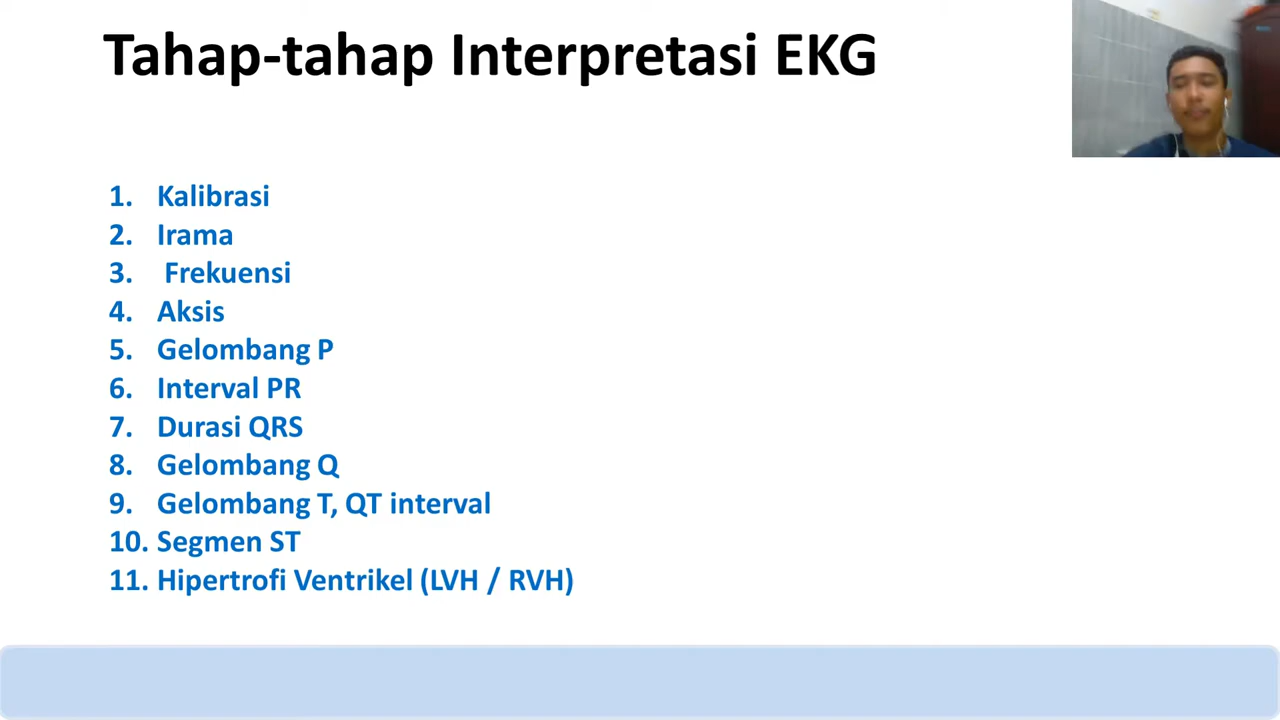 Tahap-tahap Interpretasi EKG
1. Kalibrasi
2. Irama
3. Frekuensi
4. Aksis
5. Gelombang P
6. Interval PR
7. Durasi QRS
8. Gelombang Q
9. Gelombang T, QT interval
10. Segmen ST
11. Hipertrofi Ventrikel (LVH / RVH)